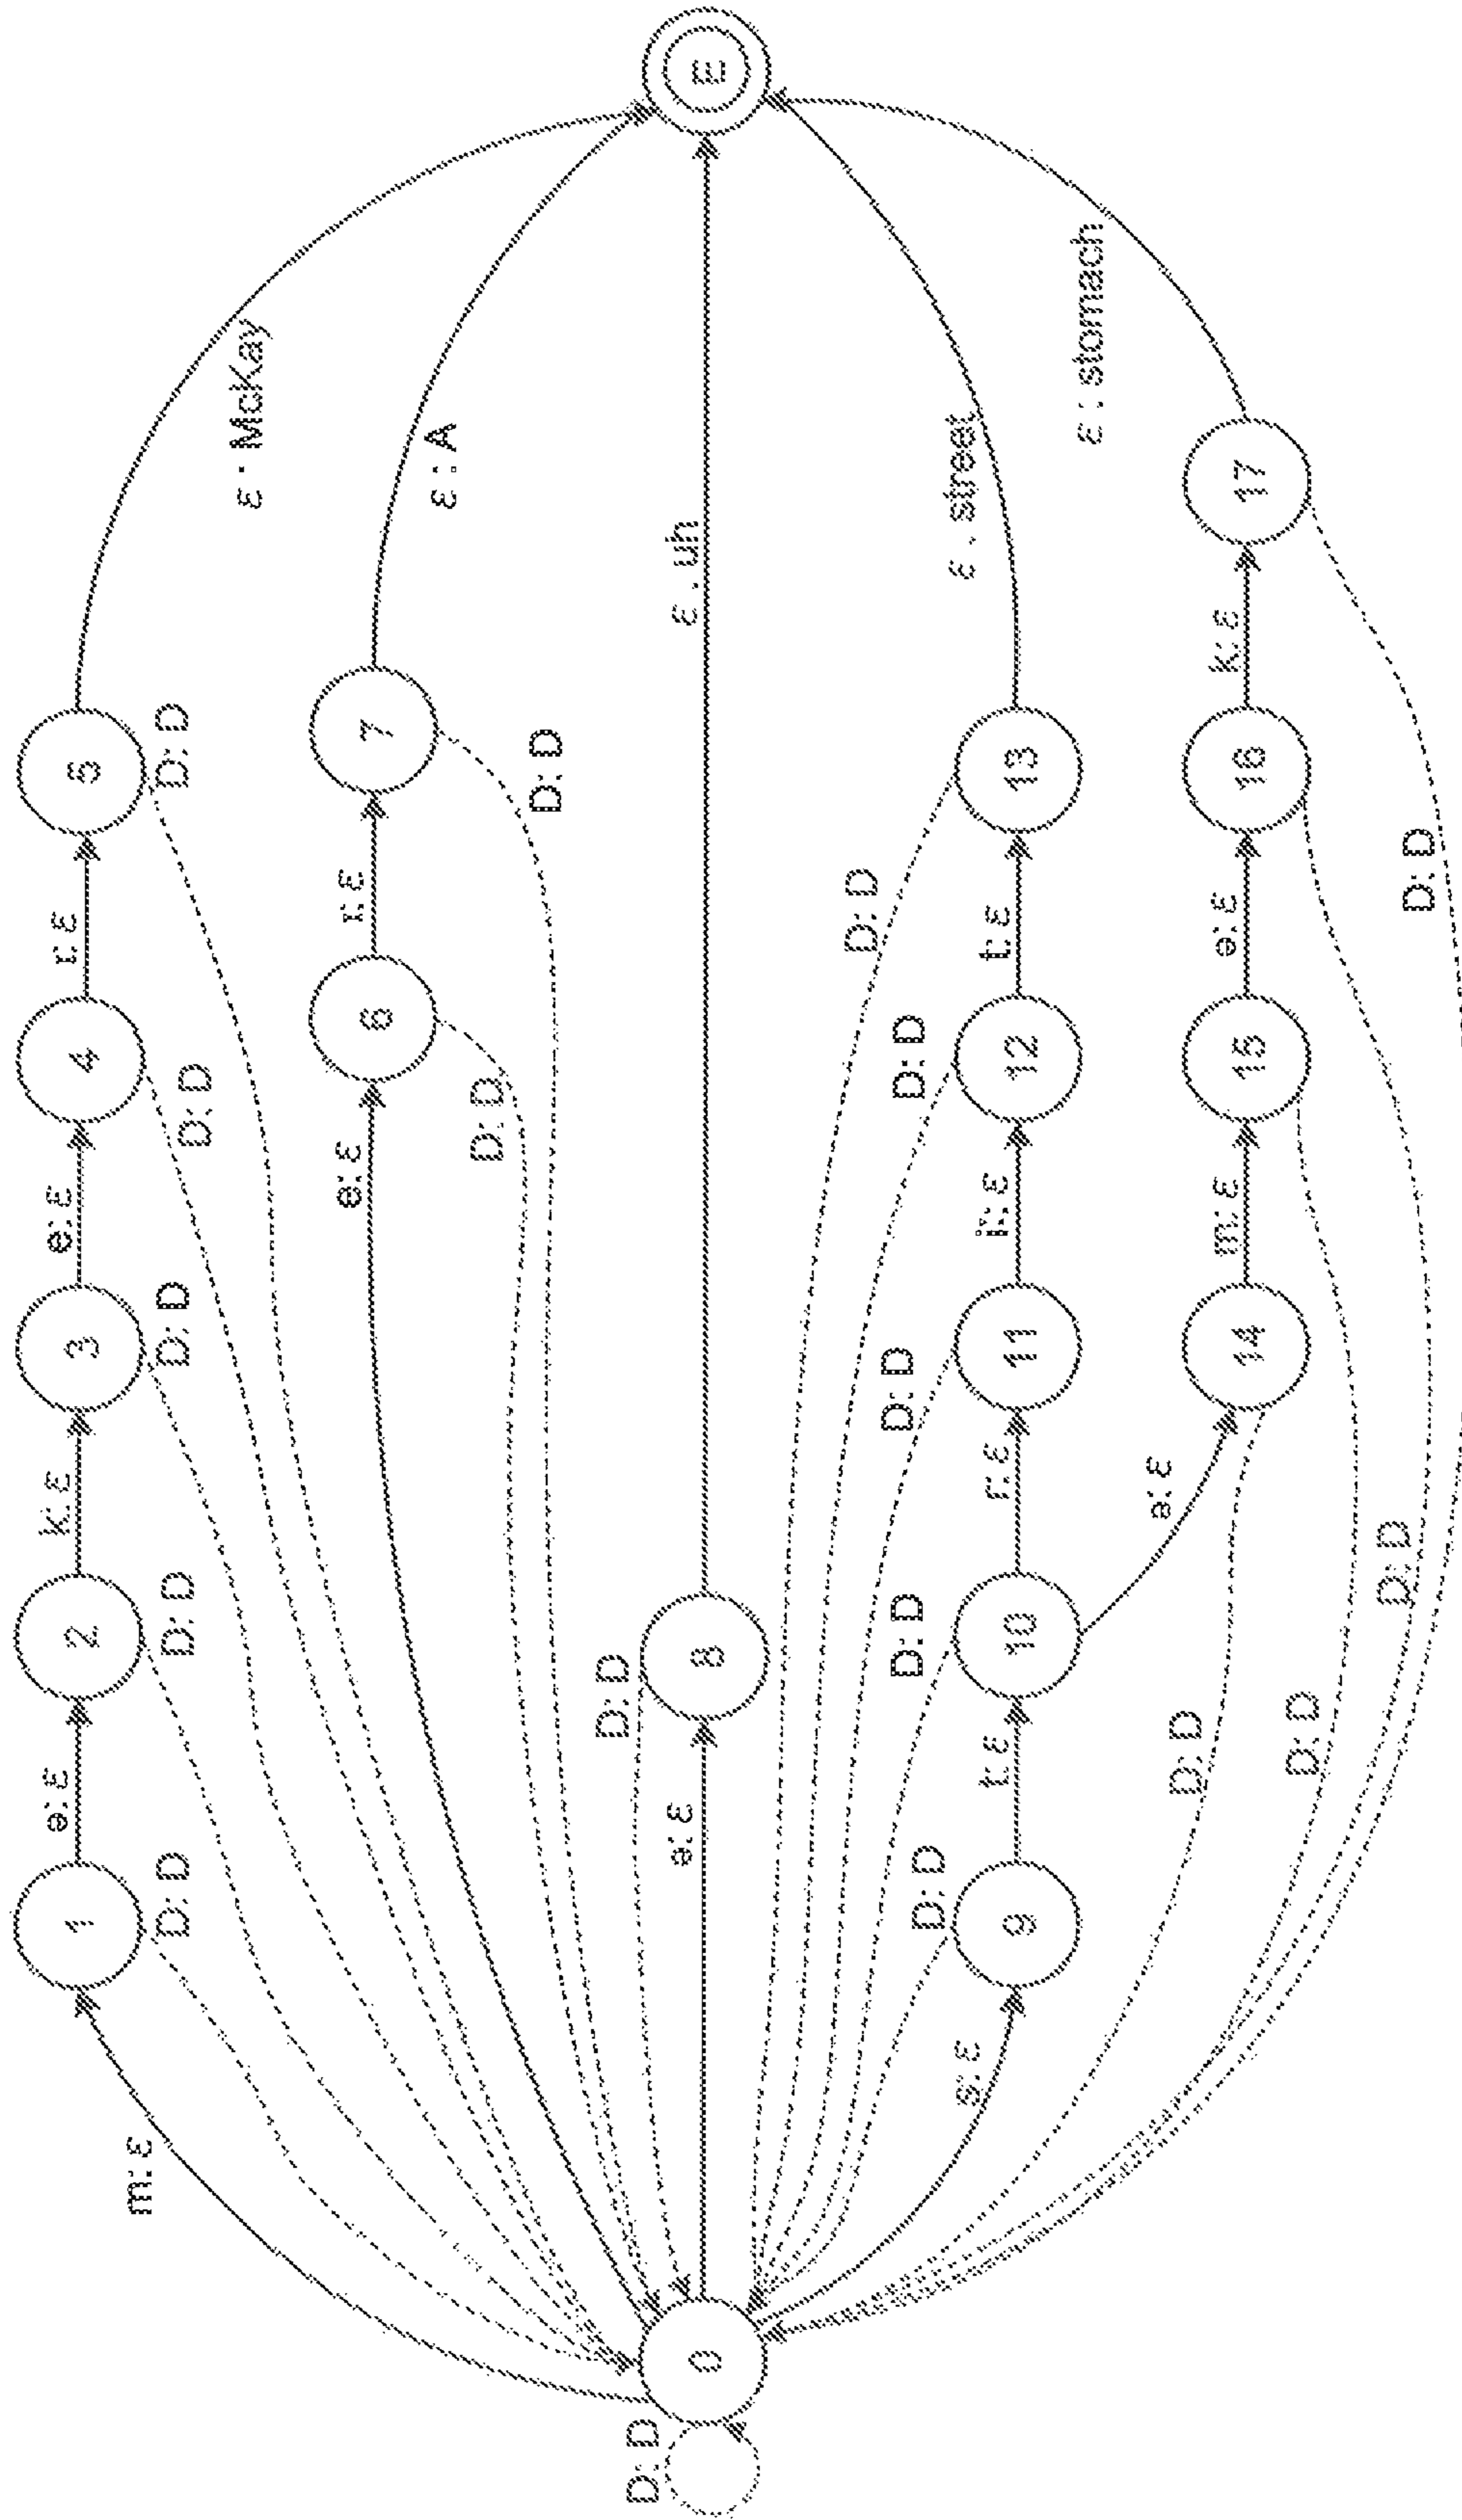 ə: ε
k: ε
e: ε
ɪ: ε
1
2
3
4
5
m: ε
D: D
D: D
D: D
D: D
D: D
ε : McKay
e: ε
ɪ: ε
6
7
ε : A
D: D
D: D
D: D
D: D
ə: ε
ε : uh
0
8
E
D: D
D: D
D: D
D: D
D: D
s: ε
t: ε
r: ε
i: ε
t: ε
ε : street
9
10
11
12
13
ə: ε
ε : stomach
D: D
m: ε
ə: ε
k: ε
14
15
16
17
D: D
D: D
D: D